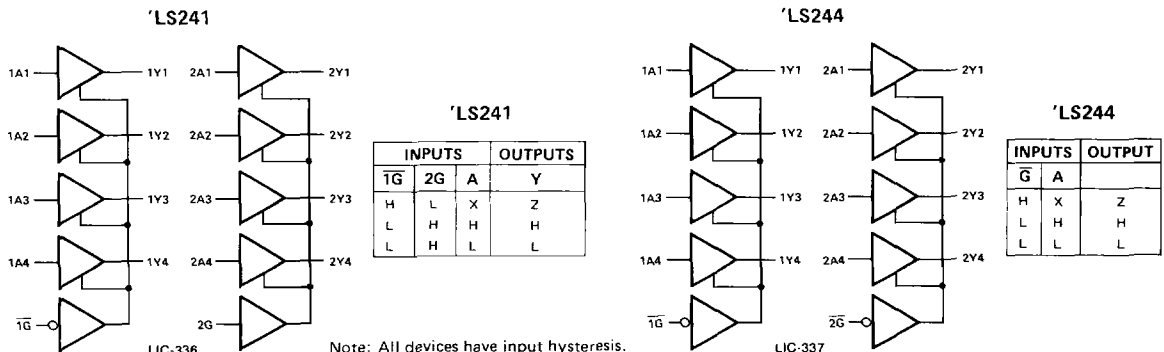 'LS241
1A1 1Y1 2A1 2Y1
1A2 1Y2 2A2 2Y2
1A3 1Y3 2A3 2Y3
1A4 1Y4 2A4 2Y4
1G 2G
LIC-336
'LS241
INPUTS OUTPUTS
1G 2G A Y
H L X Z
L H H H
L H L L
Note: All devices have input hysteresis.
'LS244
1A1 1Y1 2A1 2Y1
1A2 1Y2 2A2 2Y2
1A3 1Y3 2A3 2Y3
1A4 1Y4 2A4 2Y4
1G 2G
LIC-337
'LS244
INPUTS OUTPUT
G A
H X Z
L H H
L L L